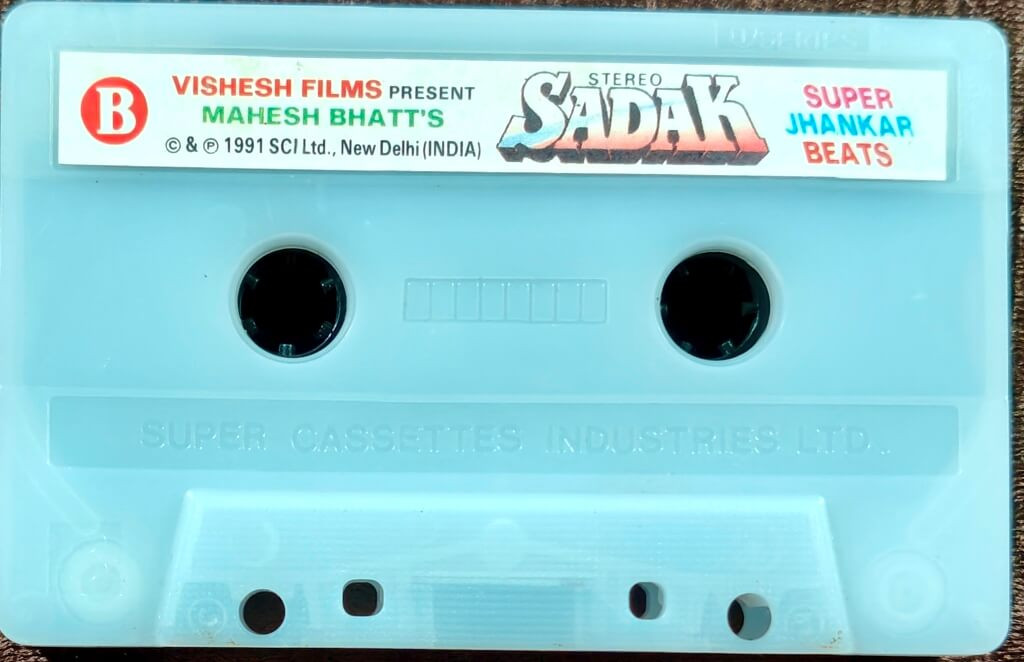 U/SERIES
B
VISHESH FILMS PRESENT
MAHESH BHATT'S
© & ℗ 1991 SCI Ltd., New Delhi (INDIA)
STEREO
SADAK
SUPER
JHANKAR
BEATS
SUPER CASSETTES INDUSTRIES LTD.